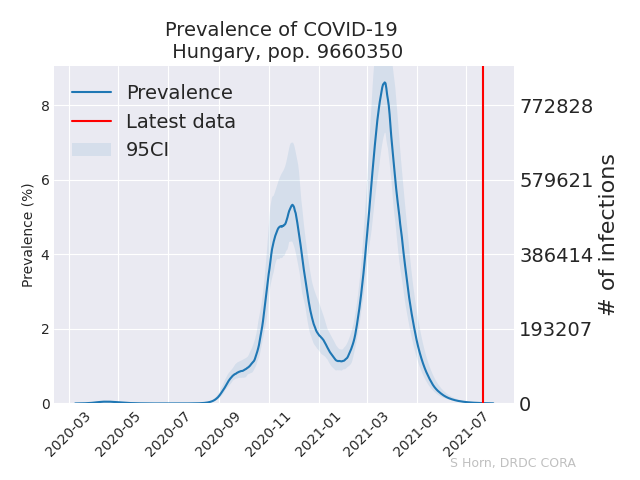 Prevalence of COVID-19
Hungary, pop. 9660350
Prevalence
Latest data
95CI
Prevalence (%)
8
6
4
2
0
772828
579621
386414
193207
0
# of infections
2020-03
2020-05
2020-07
2020-09
2020-11
2021-01
2021-03
2021-05
2021-07
S Horn, DRDC CORA